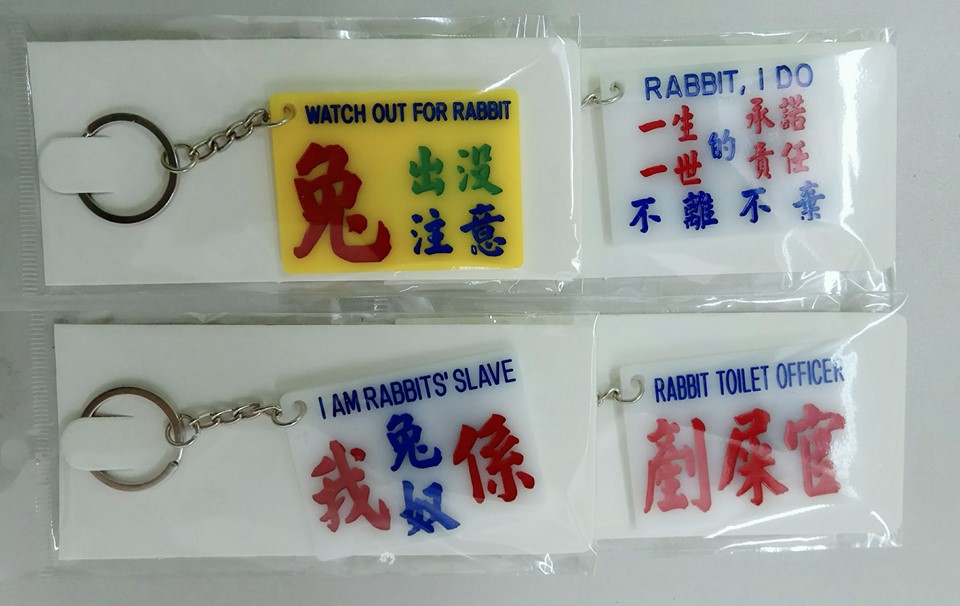 WATCH OUT FOR RABBIT
兔
出没
注意
RABBIT, I DO
一生
一世
的
承諾
責任
不離不棄
I AM RABBITS' SLAVE
我係
兔奴
RABBIT TOILET OFFICER
剷屎官